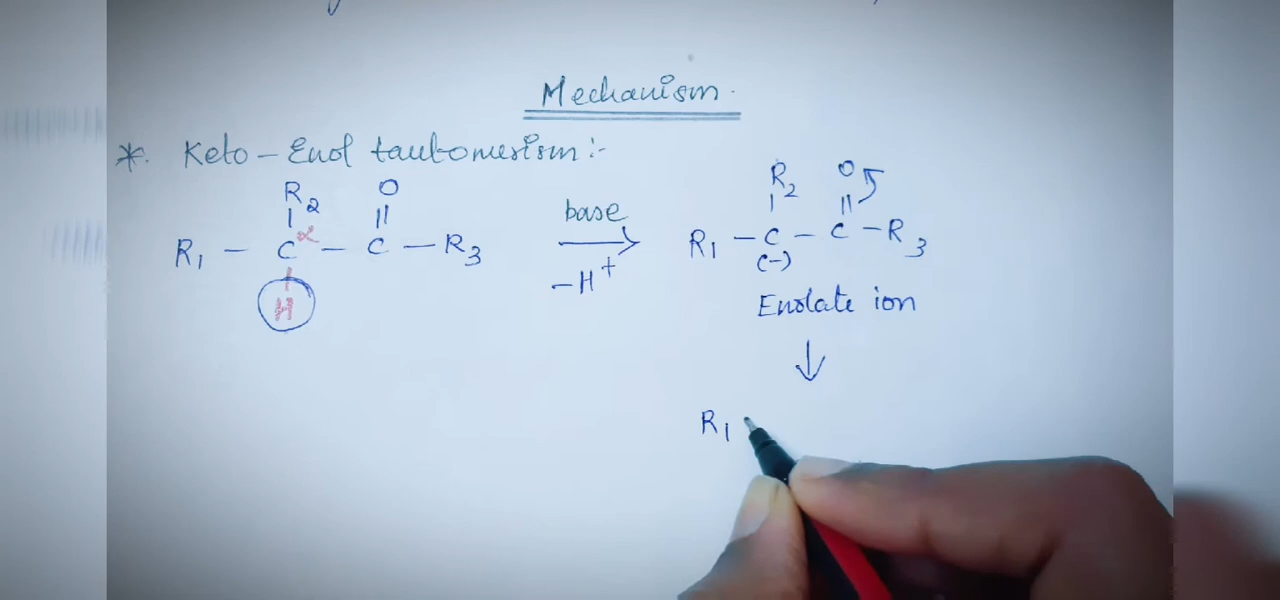 Mechanism.
*. Keto - Enol tautomerism :-
R2 O
R1 - C α - C - R3
H
base
-H+
R2 O
R1 - C - C - R3
(-)
Enolate ion
R1